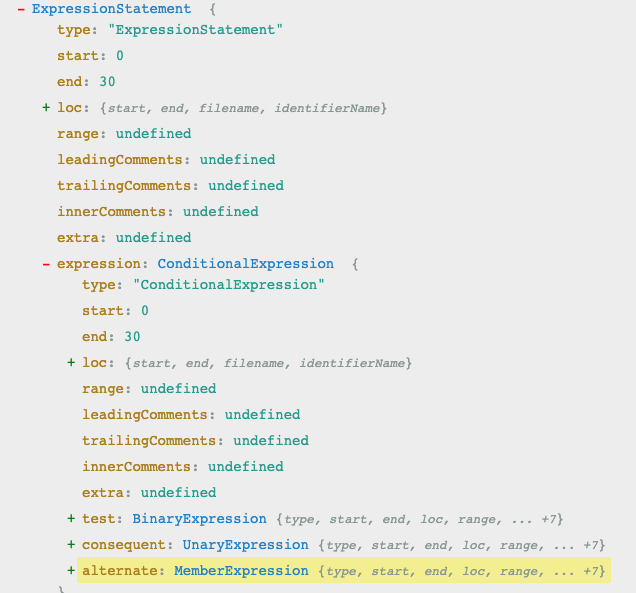 − ExpressionStatement {
type: "ExpressionStatement"
start: 0
end: 30
+ loc: {start, end, filename, identifierName}
range: undefined
leadingComments: undefined
trailingComments: undefined
innerComments: undefined
extra: undefined
− expression: ConditionalExpression {
type: "ConditionalExpression"
start: 0
end: 30
+ loc: {start, end, filename, identifierName}
range: undefined
leadingComments: undefined
trailingComments: undefined
innerComments: undefined
extra: undefined
+ test: BinaryExpression {type, start, end, loc, range, ... +7}
+ consequent: UnaryExpression {type, start, end, loc, range, ... +7}
+ alternate: MemberExpression {type, start, end, loc, range, ... +7}
}